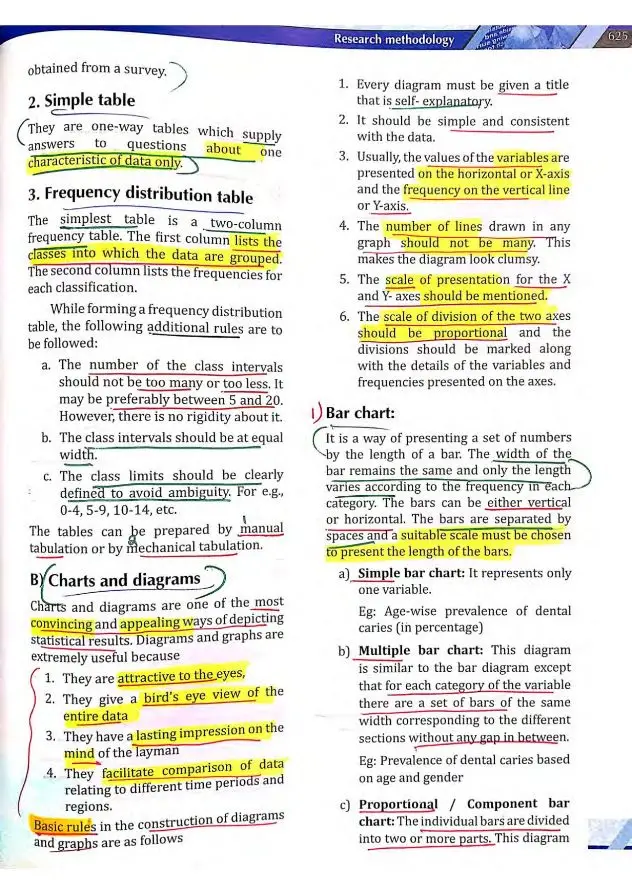 Research methodology
625
obtained from a survey.
2. Simple table
They are one-way tables which supply
answers to questions about one
characteristic of data only.
3. Frequency distribution table
The simplest table is a two-column
frequency table. The first column lists the
classes into which the data are grouped.
The second column lists the frequencies for
each classification.
While forming a frequency distribution
table, the following additional rules are to
be followed:
a. The number of the class intervals
should not be too many or too less. It
may be preferably between 5 and 20.
However, there is no rigidity about it.
b. The class intervals should be at equal
width.
c. The class limits should be clearly
defined to avoid ambiguity. For e.g.,
0-4, 5-9, 10-14, etc.
The tables can be prepared by manual
tabulation or by mechanical tabulation.
B) Charts and diagrams
Charts and diagrams are one of the most
convincing and appealing ways of depicting
statistical results. Diagrams and graphs are
extremely useful because
1. They are attractive to the eyes,
2. They give a bird's eye view of the
entire data
3. They have a lasting impression on the
mind of the layman
4. They facilitate comparison of data
relating to different time periods and
regions.
Basic rules in the construction of diagrams
and graphs are as follows
1. Every diagram must be given a title
that is self- explanatory.
2. It should be simple and consistent
with the data.
3. Usually, the values of the variables are
presented on the horizontal or X-axis
and the frequency on the vertical line
or Y-axis.
4. The number of lines drawn in any
graph should not be many. This
makes the diagram look clumsy.
5. The scale of presentation for the X
and Y- axes should be mentioned.
6. The scale of division of the two axes
should be proportional and the
divisions should be marked along
with the details of the variables and
frequencies presented on the axes.
1) Bar chart:
It is a way of presenting a set of numbers
by the length of a bar. The width of the
bar remains the same and only the length
varies according to the frequency in each
category. The bars can be either vertical
or horizontal. The bars are separated by
spaces and a suitable scale must be chosen
to present the length of the bars.
a) Simple bar chart: It represents only
one variable.
Eg: Age-wise prevalence of dental
caries (in percentage)
b) Multiple bar chart: This diagram
is similar to the bar diagram except
that for each category of the variable
there are a set of bars of the same
width corresponding to the different
sections without any gap in between.
Eg: Prevalence of dental caries based
on age and gender
c) Proportional / Component bar
chart: The individual bars are divided
into two or more parts. This diagram